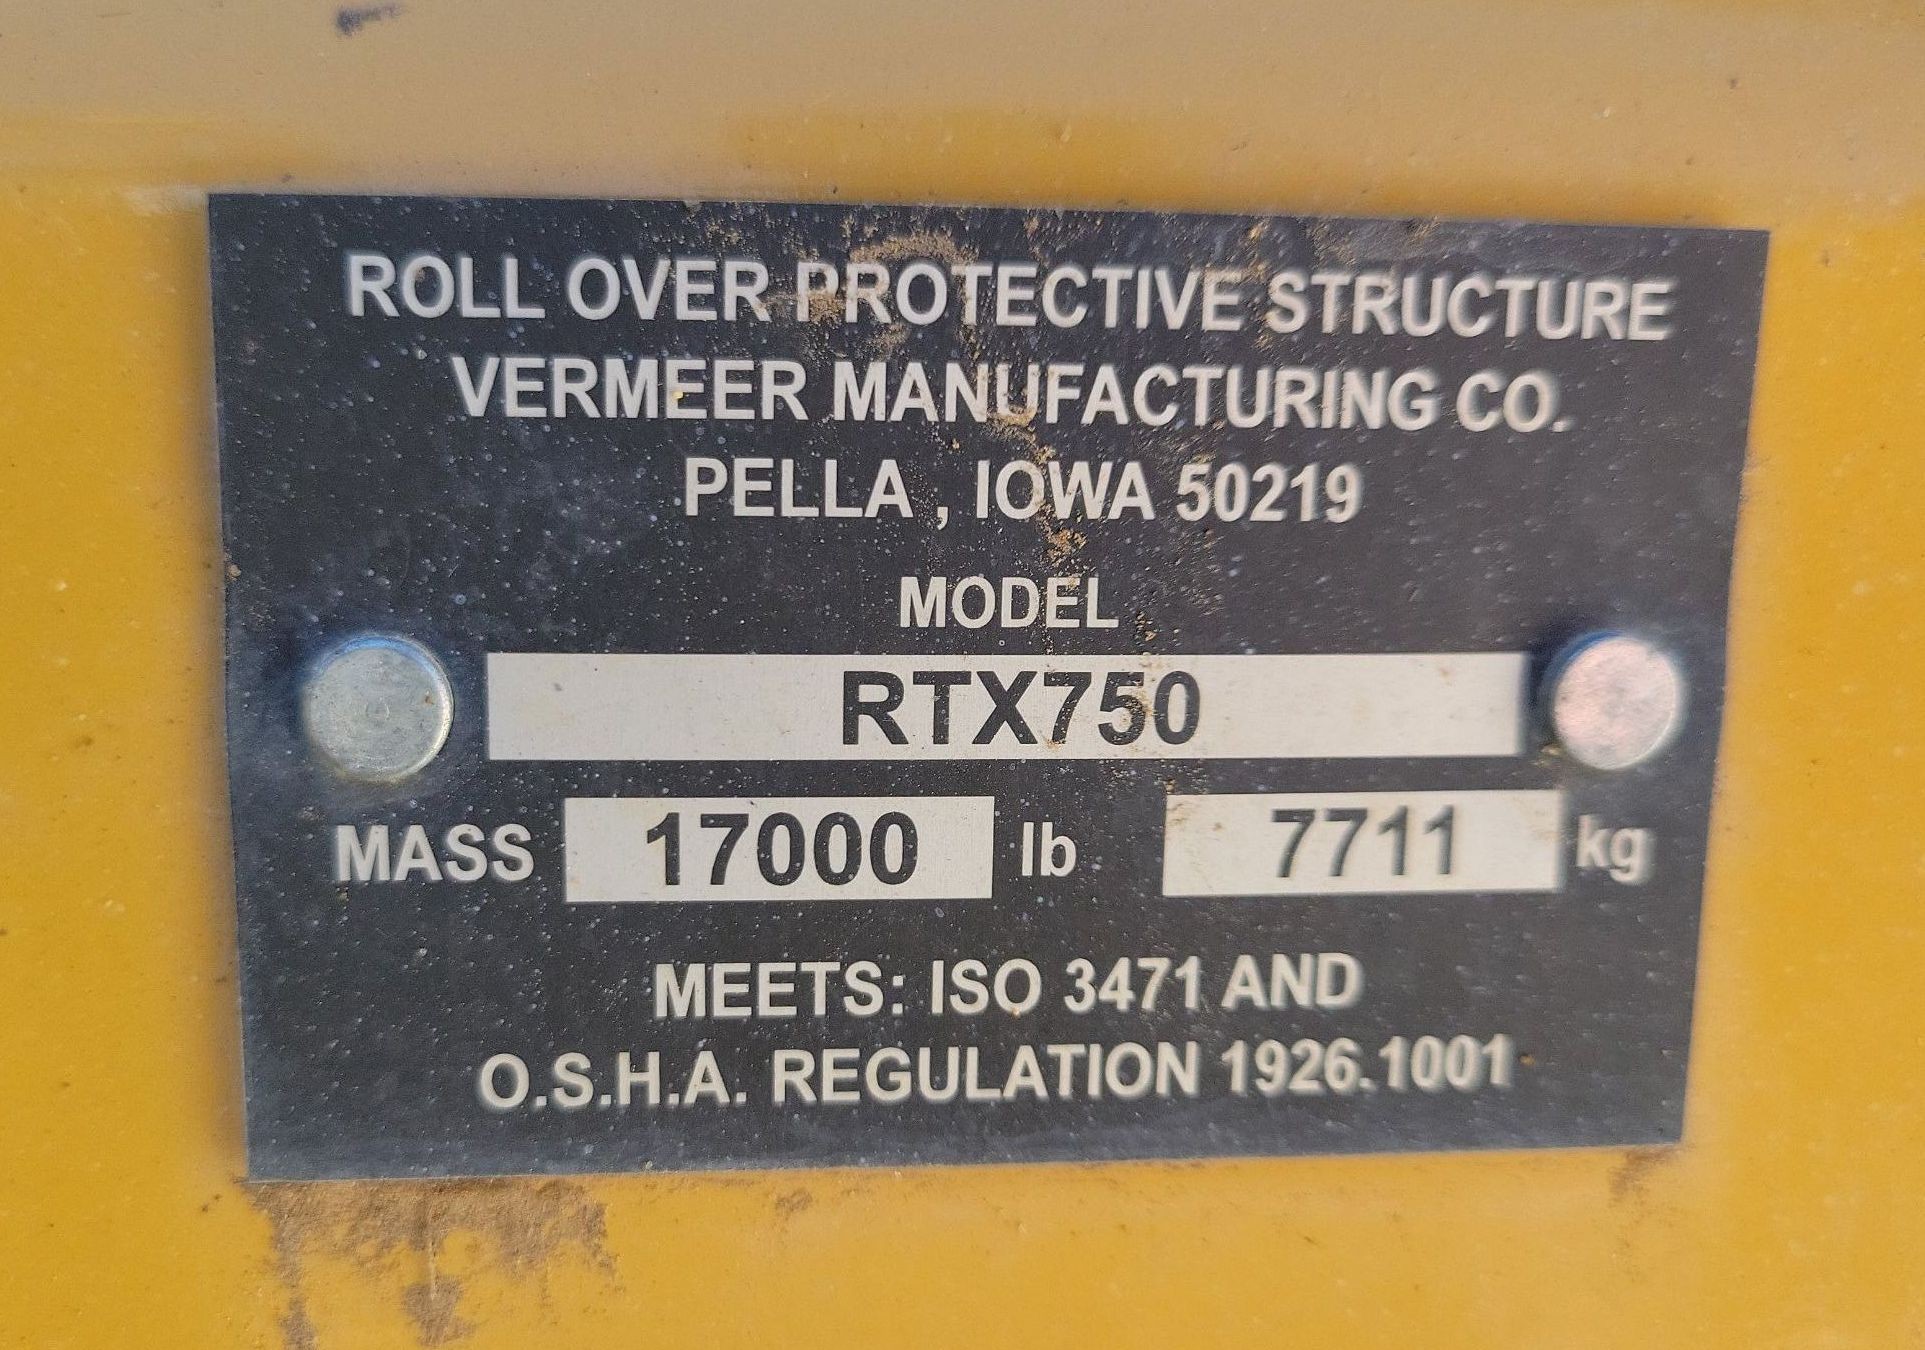 ROLL OVER PROTECTIVE STRUCTURE
VERMEER MANUFACTURING CO.
PELLA , IOWA 50219
MODEL
RTX750
MASS 17000 lb 7711 kg
MEETS: ISO 3471 AND
O.S.H.A. REGULATION 1926.1001